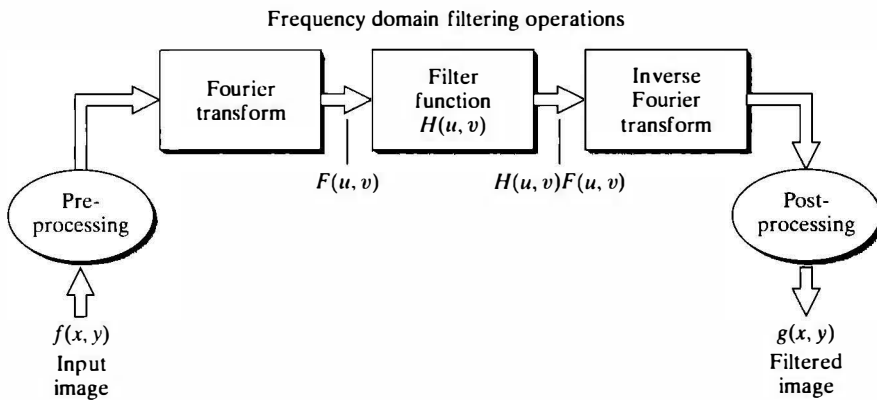 Frequency domain filtering operations
Fourier
transform
Filter
function
H(u, v)
Inverse
Fourier
transform
F(u, v)
H(u, v)F(u, v)
Pre-
processing
Post-
processing
f(x, y)
Input
image
g(x, y)
Filtered
image